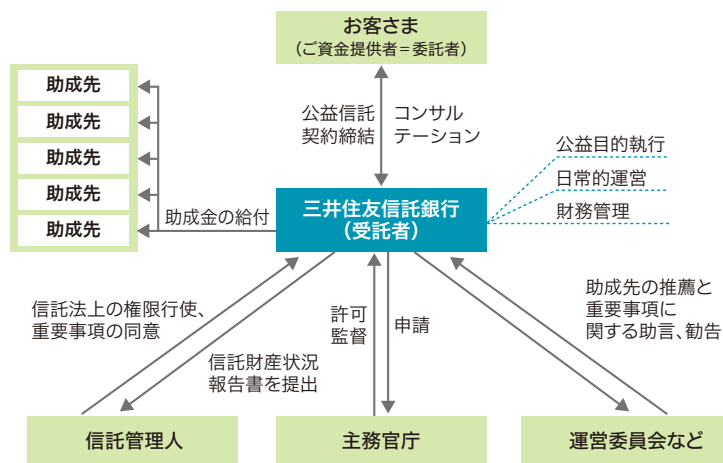 お客さま
(ご資金提供者=委託者)
助成先
助成先
助成先
助成先
助成先
公益信託
契約締結
コンサル
テーション
公益目的執行
日常的運営
財務管理
助成金の給付
三井住友信託銀行
(受託者)
信託法上の権限行使、
重要事項の同意
信託財産状況
報告書を提出
許可
監督
申請
助成先の推薦と
重要事項に
関する助言、勧告
信託管理人
主務官庁
運営委員会など